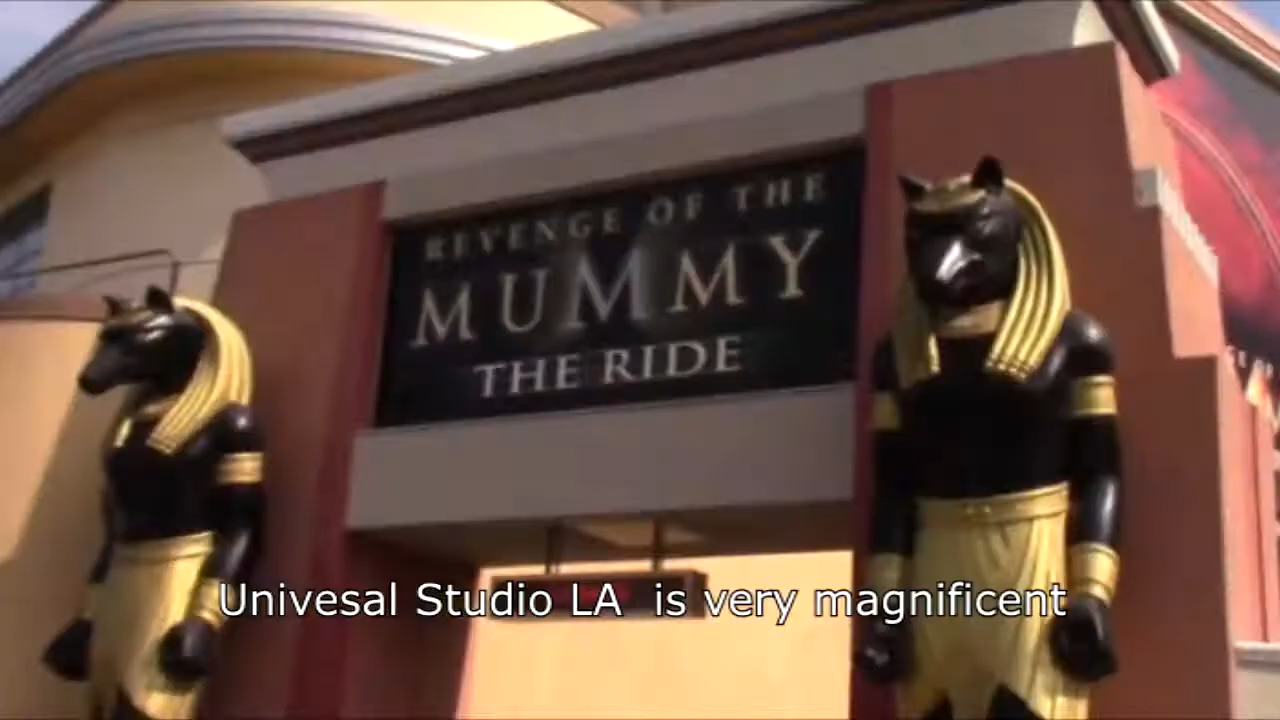 REVENGE OF THE
MUMMY
THE RIDE
Univesal Studio LA  is very magnificent